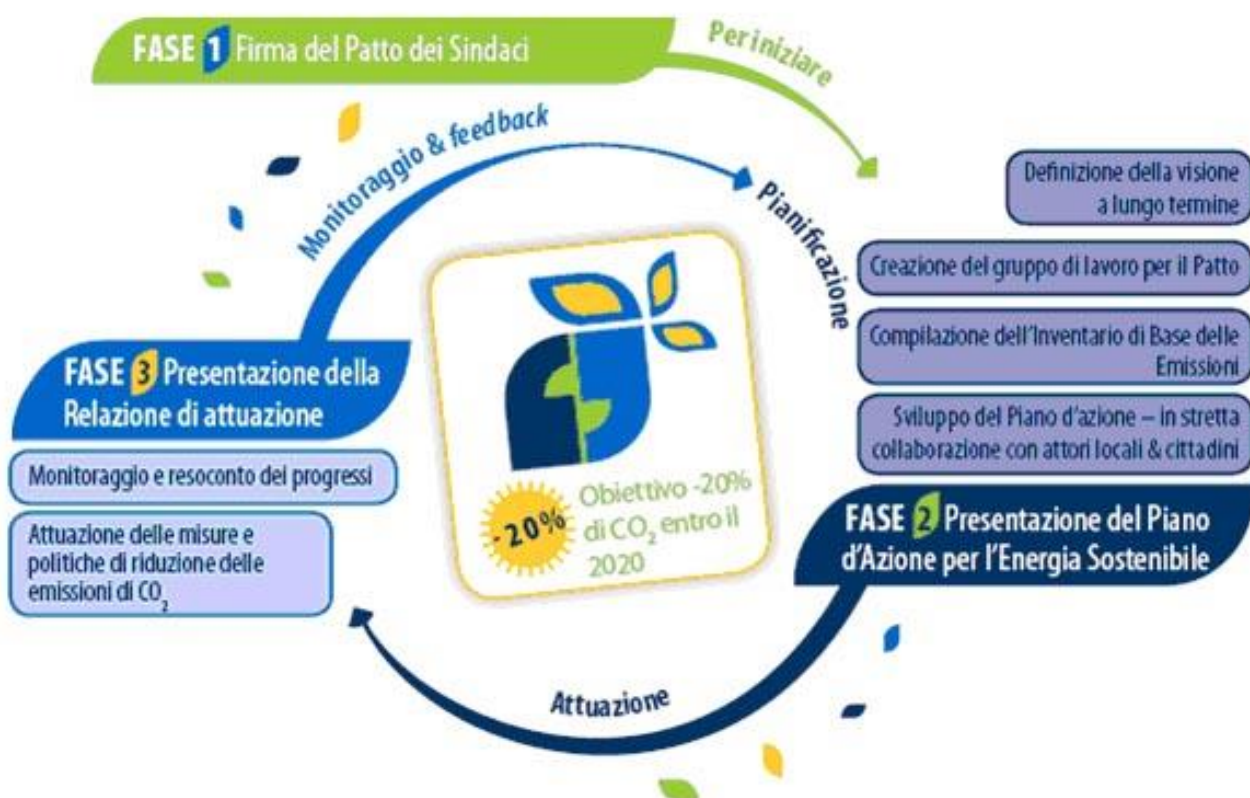 FASE 1 Firma del Patto dei Sindaci
Per iniziare
Monitoraggio & feedback
Pianificazione
Definizione della visione
a lungo termine
Creazione del gruppo di lavoro per il Patto
Compilazione dell'Inventario di Base delle
Emissioni
Sviluppo del Piano d'azione – in stretta
collaborazione con attori locali & cittadini
FASE 2 Presentazione del Piano
d'Azione per l'Energia Sostenibile
Attuazione
FASE 3 Presentazione della
Relazione di attuazione
Monitoraggio e resoconto dei progressi
Attuazione delle misure e
politiche di riduzione delle
emissioni di CO₂
- 20%
Obiettivo -20%
di CO₂ entro il
2020